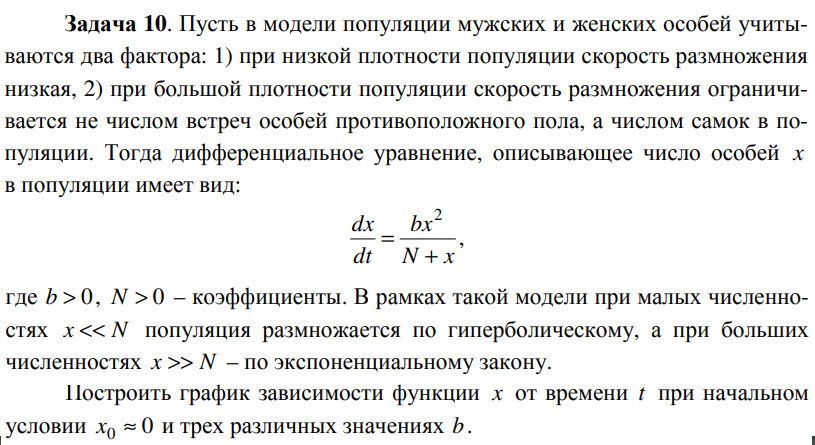 Задача 10. Пусть в модели популяции мужских и женских особей учиты-
ваются два фактора: 1) при низкой плотности популяции скорость размножения
низкая, 2) при большой плотности популяции скорость размножения ограничи-
вается не числом встреч особей противоположного пола, а числом самок в по-
пуляции. Тогда дифференциальное уравнение, описывающее число особей x
в популяции имеет вид:
dx/dt = bx²/(N + x),
где b > 0, N > 0 – коэффициенты. В рамках такой модели при малых численно-
стях x << N популяция размножается по гиперболическому, а при больших
численностях x >> N – по экспоненциальному закону.
Построить график зависимости функции x от времени t при начальном
условии x₀ ≈ 0 и трех различных значениях b.